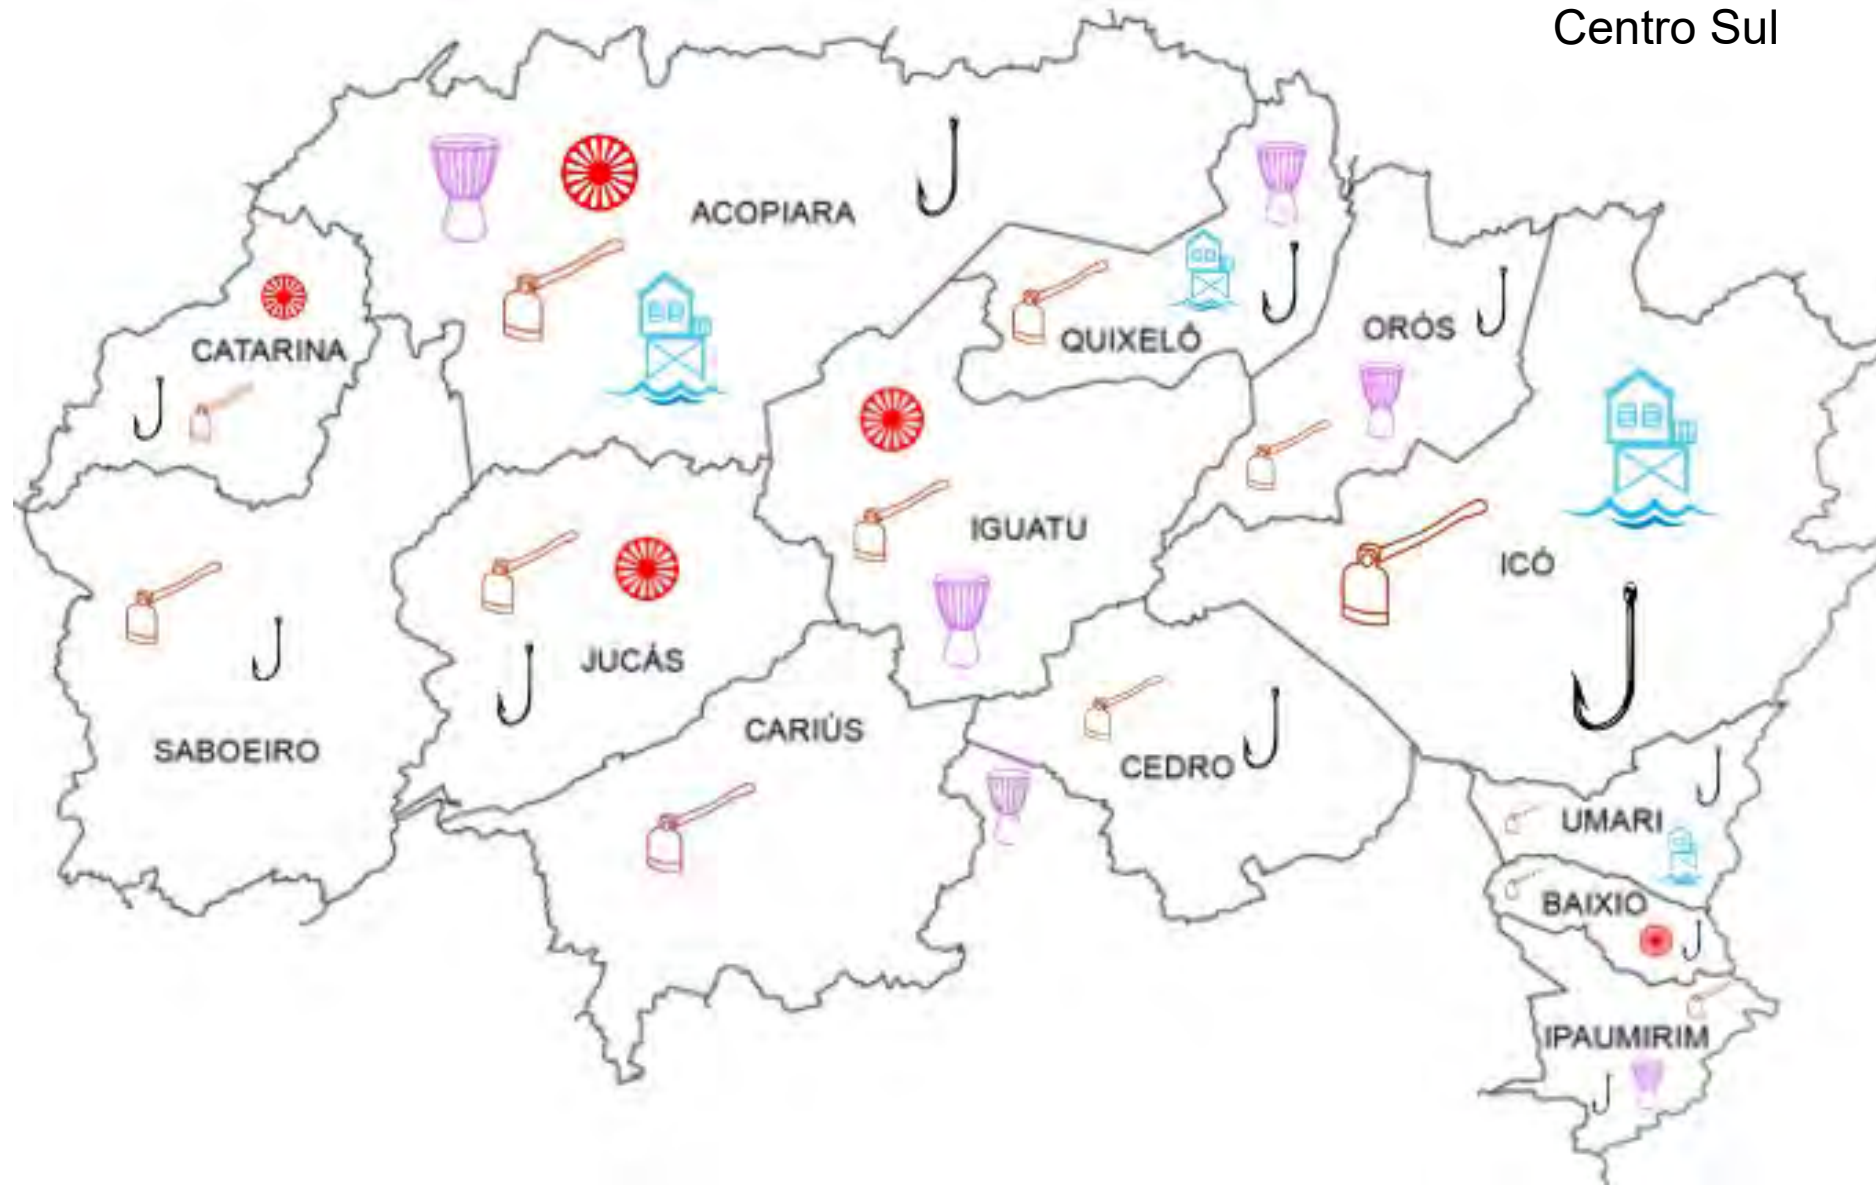 Centro Sul
ACOPIARA
QUIXELÔ
ORÓS
CATARINA
IGUATU
ICÓ
JUCÁS
CARIÚS
SABOEIRO
CEDRO
UMARI
BAIXIO
IPAUMIRIM